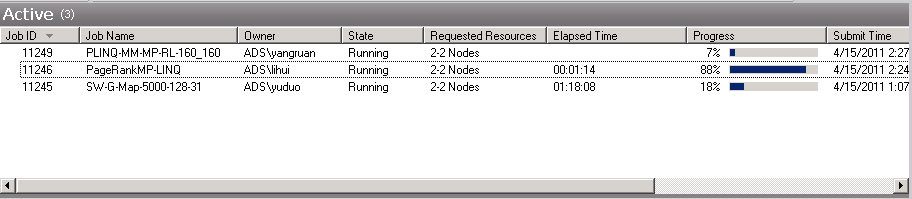 Active (3)
Job ID Job Name Owner State Requested Resources Elapsed Time Progress Submit Time
11249 PLINQ-MM-MP-RL-160_160 ADS\yangruan Running 2-2 Nodes 7% 4/15/2011 2:27
11246 PageRankMP-LINQ ADS\lihui Running 2-2 Nodes 00:01:14 88% 4/15/2011 2:24
11245 SW-G-Map-5000-128-31 ADS\yuduo Running 2-2 Nodes 01:18:08 18% 4/15/2011 1:07